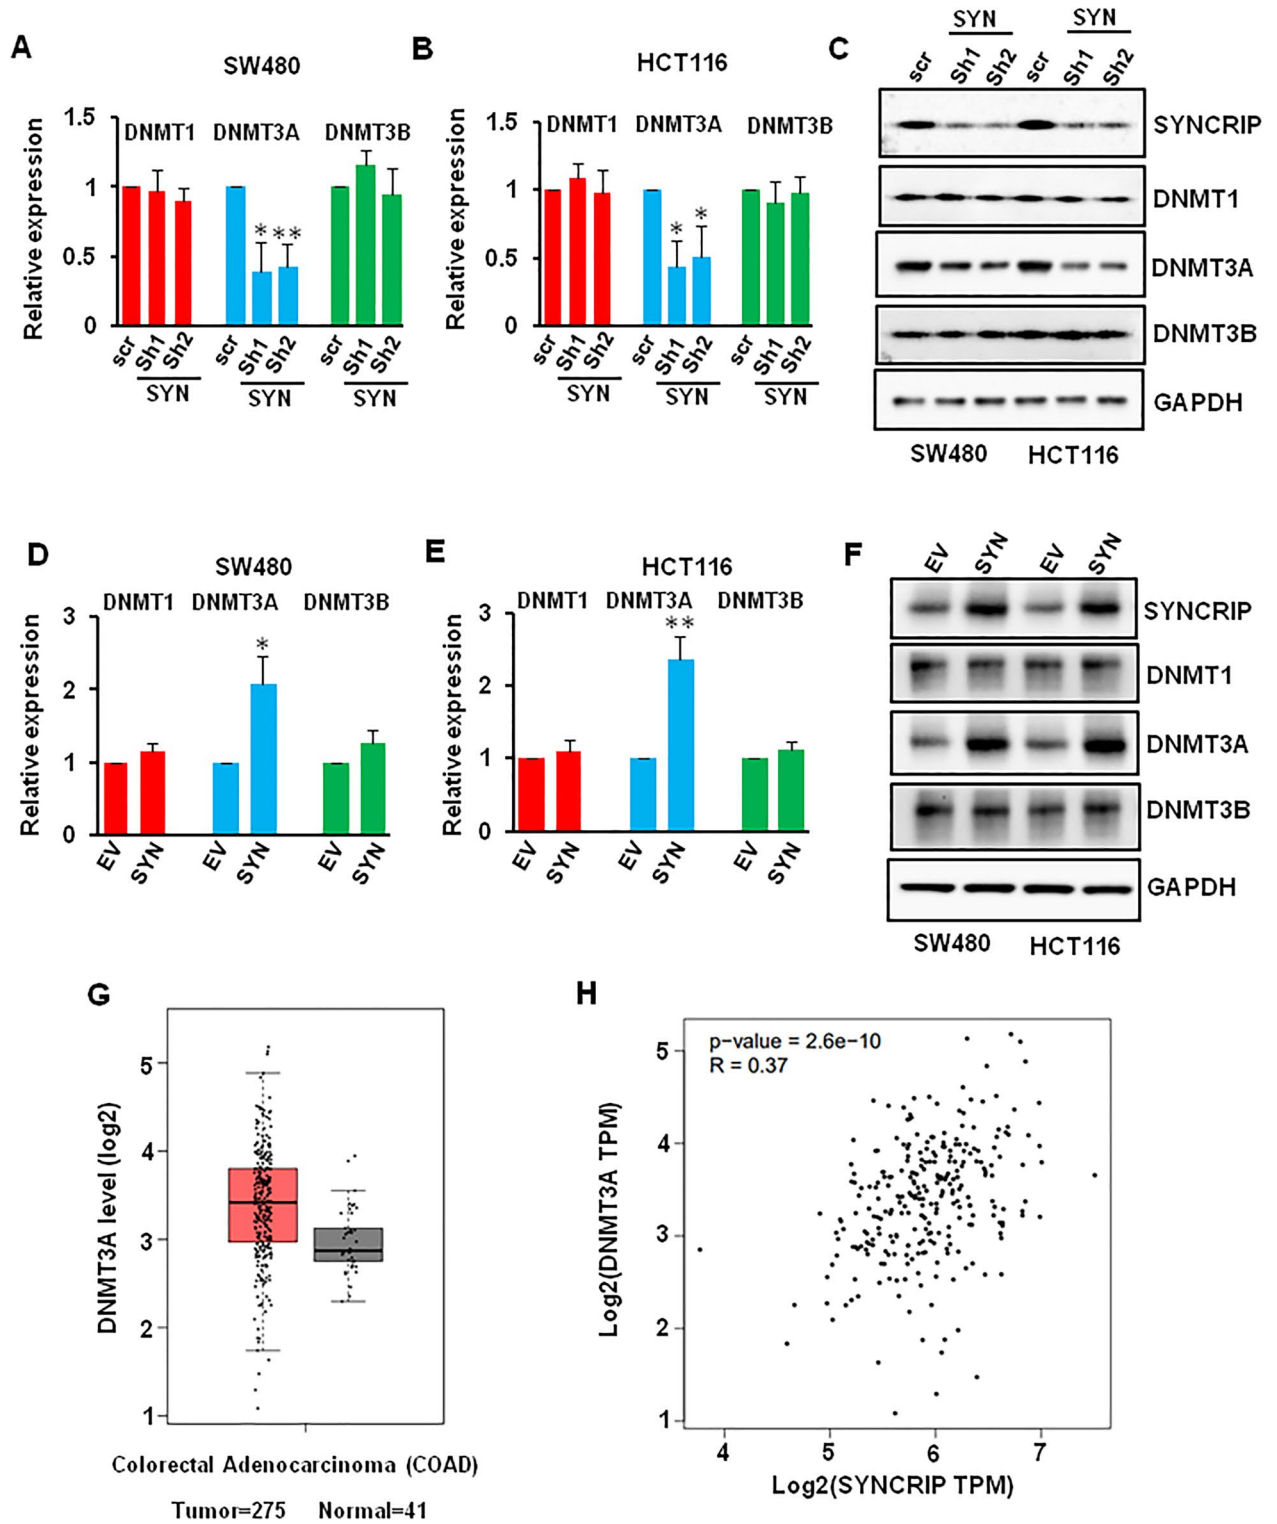 A
SW480
Relative expression
1.5
1
0.5
0
DNMT1
DNMT3A
DNMT3B
*
**
scr
Sh1
Sh2
SYN
scr
Sh1
Sh2
SYN
scr
Sh1
Sh2
SYN
B
HCT116
Relative expression
1.5
1
0.5
0
DNMT1
DNMT3A
DNMT3B
*
*
scr
Sh1
Sh2
SYN
scr
Sh1
Sh2
SYN
scr
Sh1
Sh2
SYN
C
SYN
SYN
scr
Sh1
Sh2
scr
Sh1
Sh2
SYNCRIP
DNMT1
DNMT3A
DNMT3B
GAPDH
SW480
HCT116
D
SW480
Relative expression
3
2
1
0
DNMT1
DNMT3A
DNMT3B
*
EV
SYN
EV
SYN
EV
SYN
E
HCT116
Relative expression
3
2
1
0
DNMT1
DNMT3A
DNMT3B
**
EV
SYN
EV
SYN
EV
SYN
F
EV
SYN
EV
SYN
SYNCRIP
DNMT1
DNMT3A
DNMT3B
GAPDH
SW480
HCT116
G
DNMT3A level (log2)
5
4
3
2
1
Colorectal Adenocarcinoma (COAD)
Tumor=275 Normal=41
H
p−value = 2.6e−10
R = 0.37
Log2(DNMT3A TPM)
5
4
3
2
1
4 5 6 7
Log2(SYNCRIP TPM)